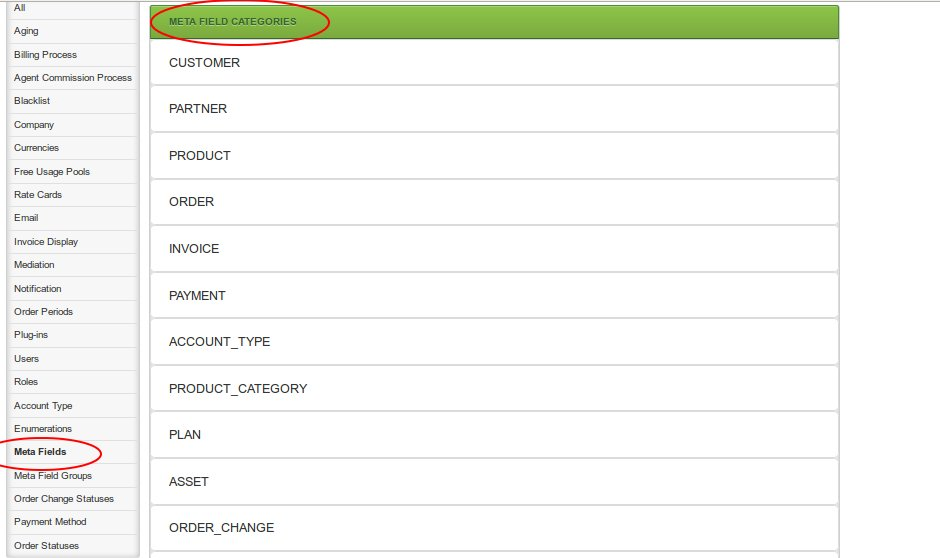 All
Aging
Billing Process
Agent Commission Process
Blacklist
Company
Currencies
Free Usage Pools
Rate Cards
Email
Invoice Display
Mediation
Notification
Order Periods
Plug-ins
Users
Roles
Account Type
Enumerations
Meta Fields
Meta Field Groups
Order Change Statuses
Payment Method
Order Statuses
META FIELD CATEGORIES
CUSTOMER
PARTNER
PRODUCT
ORDER
INVOICE
PAYMENT
ACCOUNT_TYPE
PRODUCT_CATEGORY
PLAN
ASSET
ORDER_CHANGE